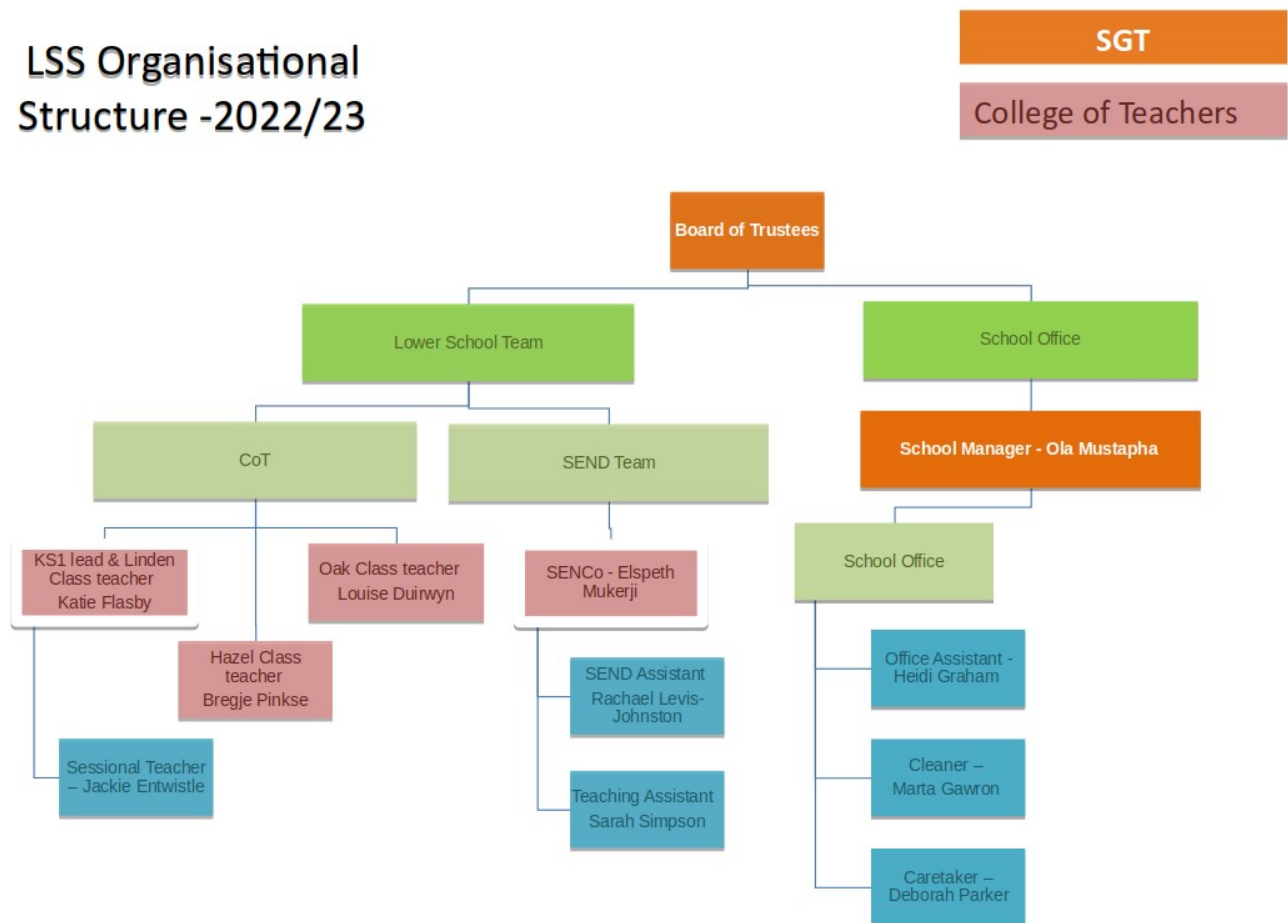 LSS Organisational
Structure -2022/23
SGT
College of Teachers
Board of Trustees
Lower School Team
School Office
CoT
SEND Team
School Manager - Ola Mustapha
KS1 lead & Linden
Class teacher
Katie Flasby
Oak Class teacher
Louise Duirwyn
SENCo - Elspeth
Mukerji
School Office
Hazel Class
teacher
Bregje Pinkse
SEND Assistant
Rachael Levis-
Johnston
Office Assistant -
Heidi Graham
Sessional Teacher
– Jackie Entwistle
Teaching Assistant
Sarah Simpson
Cleaner –
Marta Gawron
Caretaker –
Deborah Parker